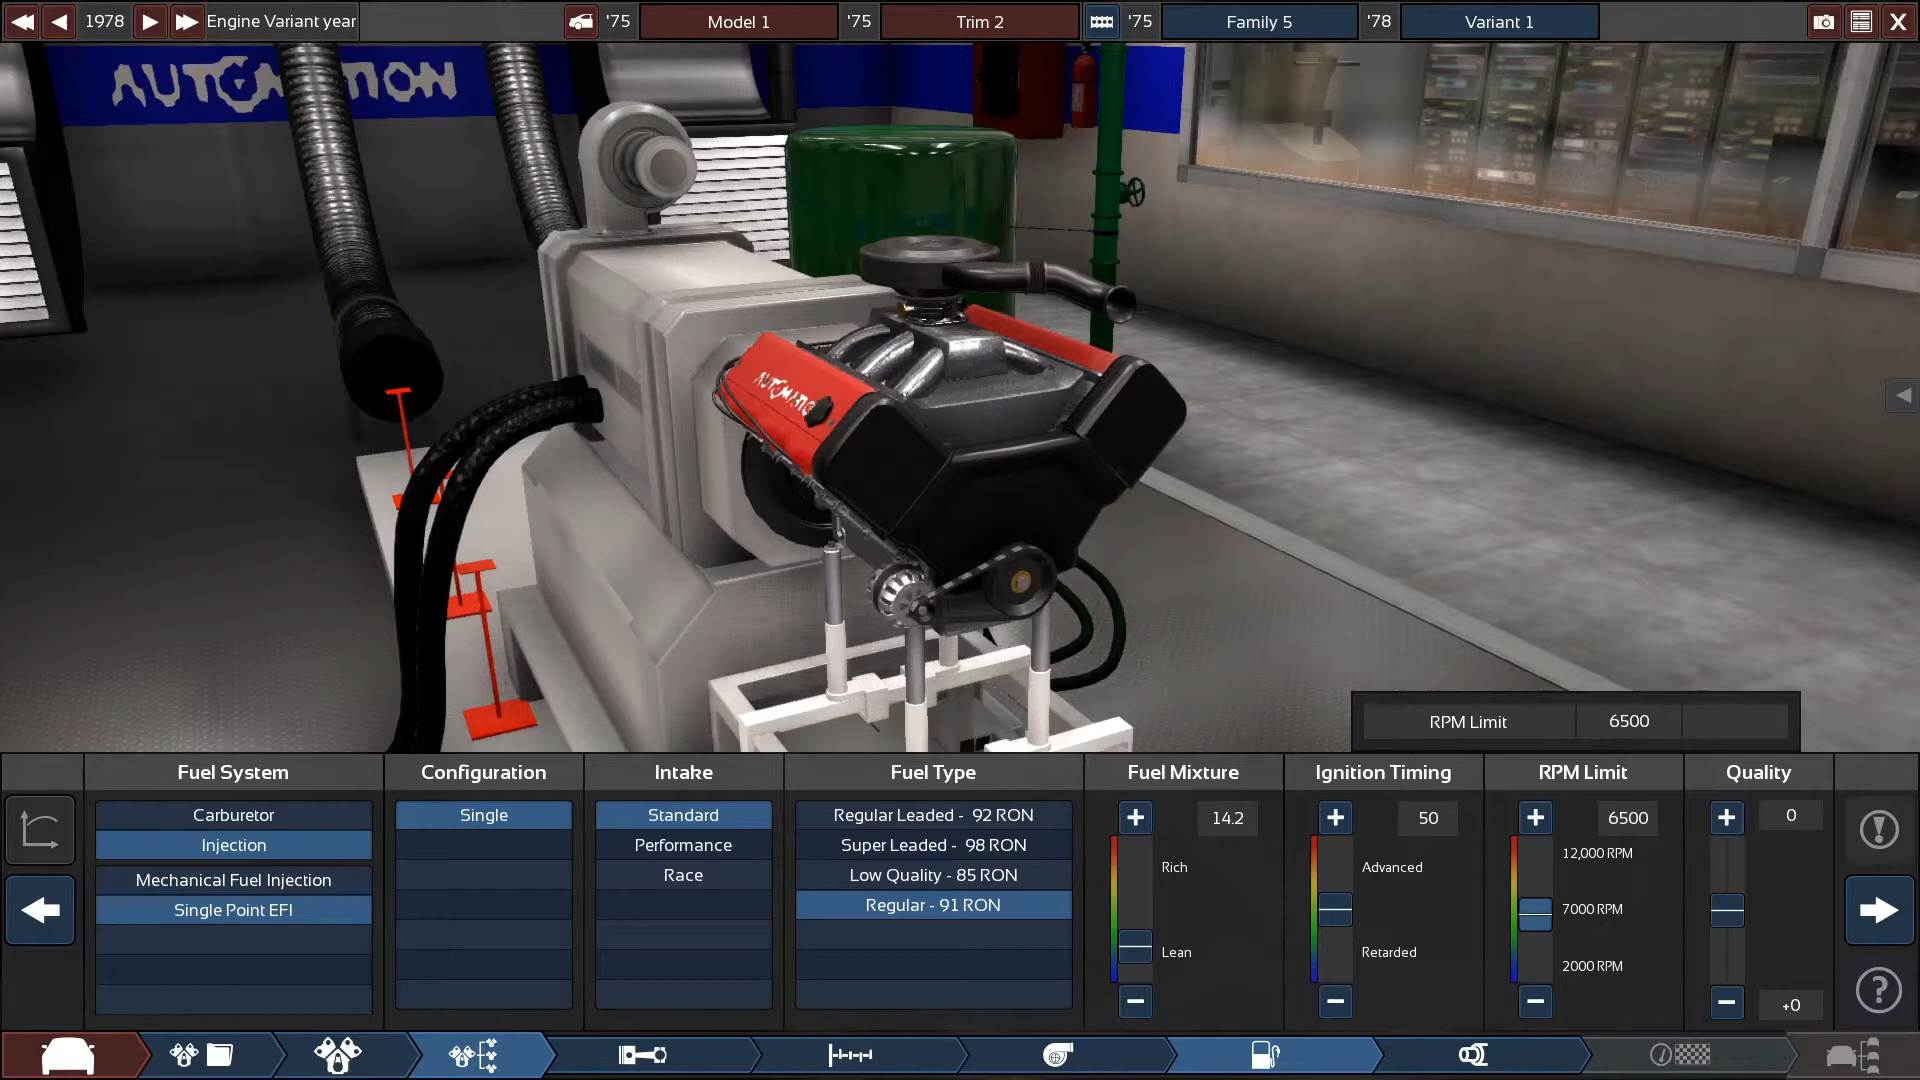 1978
Engine Variant year
'75
Model 1
'75
Trim 2
'75
Family 5
'78
Variant 1
AUTOMATION
AUTOMATION
RPM Limit
6500
Fuel System
Configuration
Intake
Fuel Type
Fuel Mixture
Ignition Timing
RPM Limit
Quality
Carburetor
Injection
Mechanical Fuel Injection
Single Point EFI
Single
Standard
Performance
Race
Regular Leaded - 92 RON
Super Leaded - 98 RON
Low Quality - 85 RON
Regular - 91 RON
14.2
Rich
Lean
50
Advanced
Retarded
6500
12,000 RPM
7000 RPM
2000 RPM
0
+0